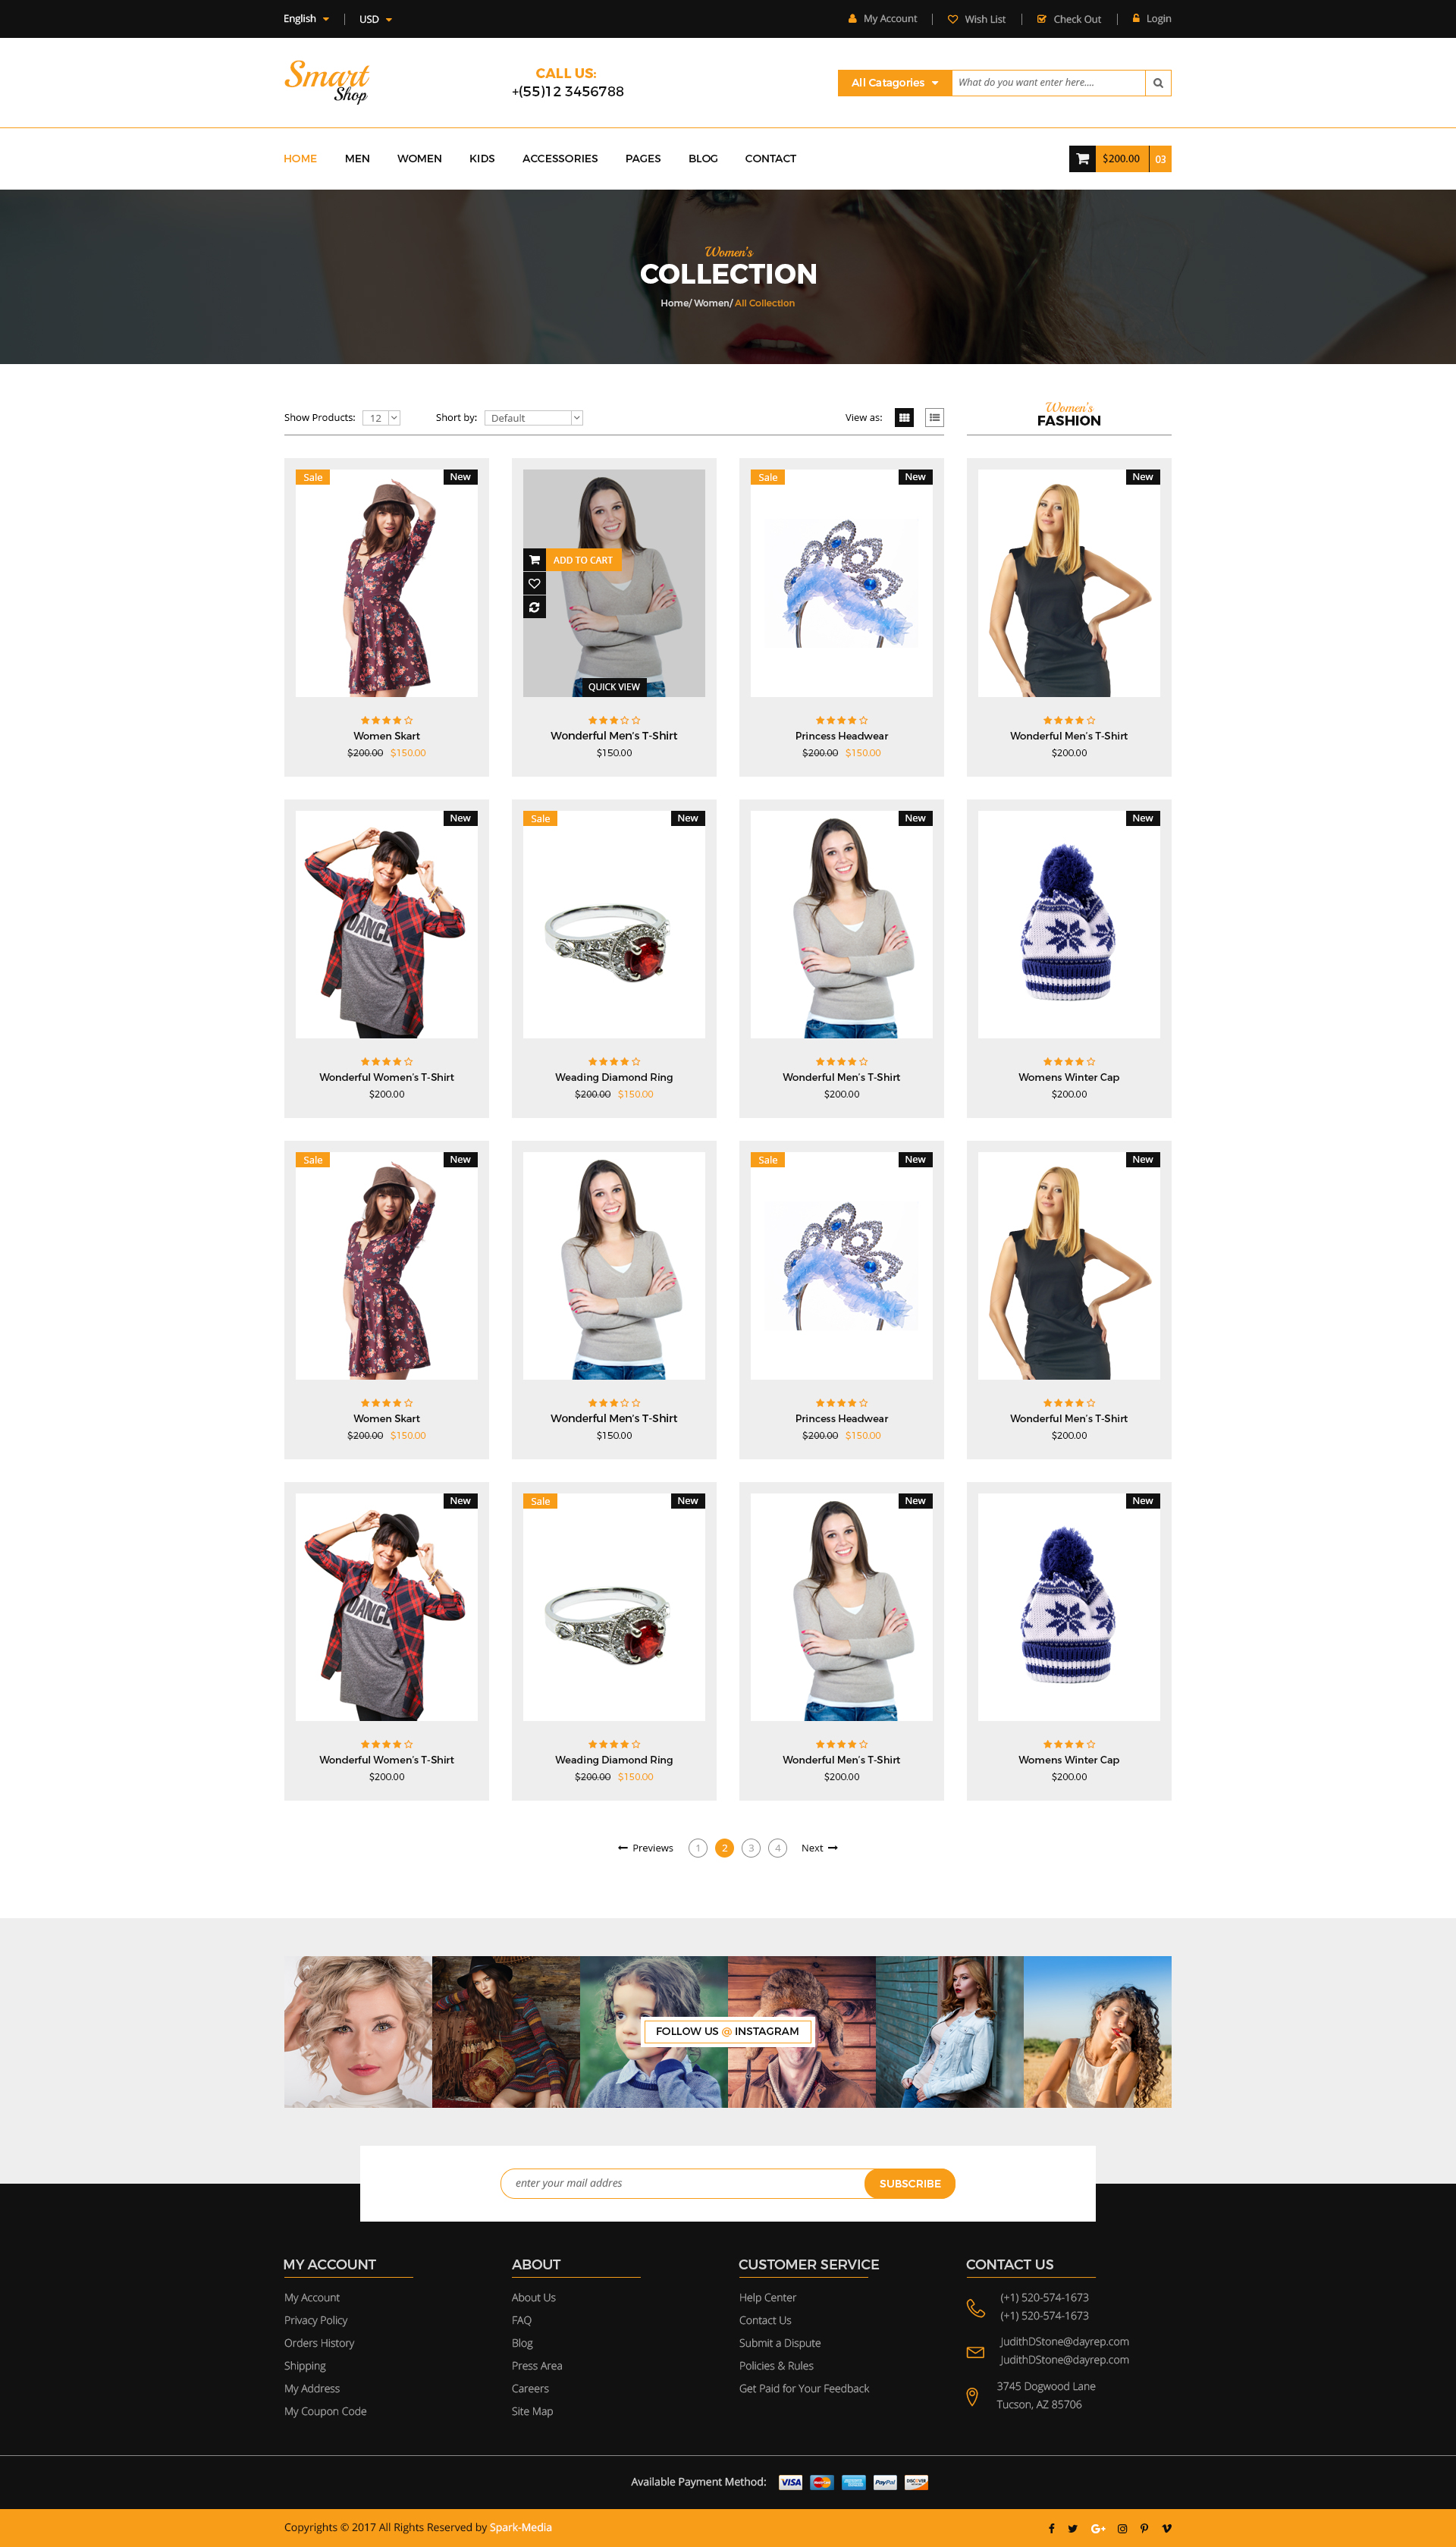 English
USD
My Account
Wish List
Check Out
Login
Smart
Shop
CALL US:
+(55)12 3456788
All Catagories
What do you want enter here....
HOME MEN WOMEN KIDS ACCESSORIES PAGES BLOG CONTACT
$200.00 03
Women's
COLLECTION
Home/ Women/ All Collection
Show Products: 12
Short by: Default
View as:
Women's
FASHION
Sale New
ADD TO CART
QUICK VIEW
Sale New
New
Women Skart
$200.00 $150.00
Wonderful Men's T-Shirt
$150.00
Princess Headwear
$200.00 $150.00
Wonderful Men's T-Shirt
$200.00
New
DANCE
Sale New
New
New
Wonderful Women's T-Shirt
$200.00
Weading Diamond Ring
$200.00 $150.00
Wonderful Men's T-Shirt
$200.00
Womens Winter Cap
$200.00
Sale New
Sale New
New
Women Skart
$200.00 $150.00
Wonderful Men's T-Shirt
$150.00
Princess Headwear
$200.00 $150.00
Wonderful Men's T-Shirt
$200.00
New
DANCE
Sale New
New
New
Wonderful Women's T-Shirt
$200.00
Weading Diamond Ring
$200.00 $150.00
Wonderful Men's T-Shirt
$200.00
Womens Winter Cap
$200.00
Previews 1 2 3 4 Next
FOLLOW US @ INSTAGRAM
enter your mail addres
SUBSCRIBE
MY ACCOUNT
My Account
Privacy Policy
Orders History
Shipping
My Address
My Coupon Code
ABOUT
About Us
FAQ
Blog
Press Area
Careers
Site Map
CUSTOMER SERVICE
Help Center
Contact Us
Submit a Dispute
Policies & Rules
Get Paid for Your Feedback
CONTACT US
(+1) 520-574-1673
(+1) 520-574-1673
JudithDStone@dayrep.com
JudithDStone@dayrep.com
3745 Dogwood Lane
Tucson, AZ 85706
Available Payment Method:
VISA
MasterCard
PayPal
DISCOVER
Copyrights © 2017 All Rights Reserved by Spark-Media